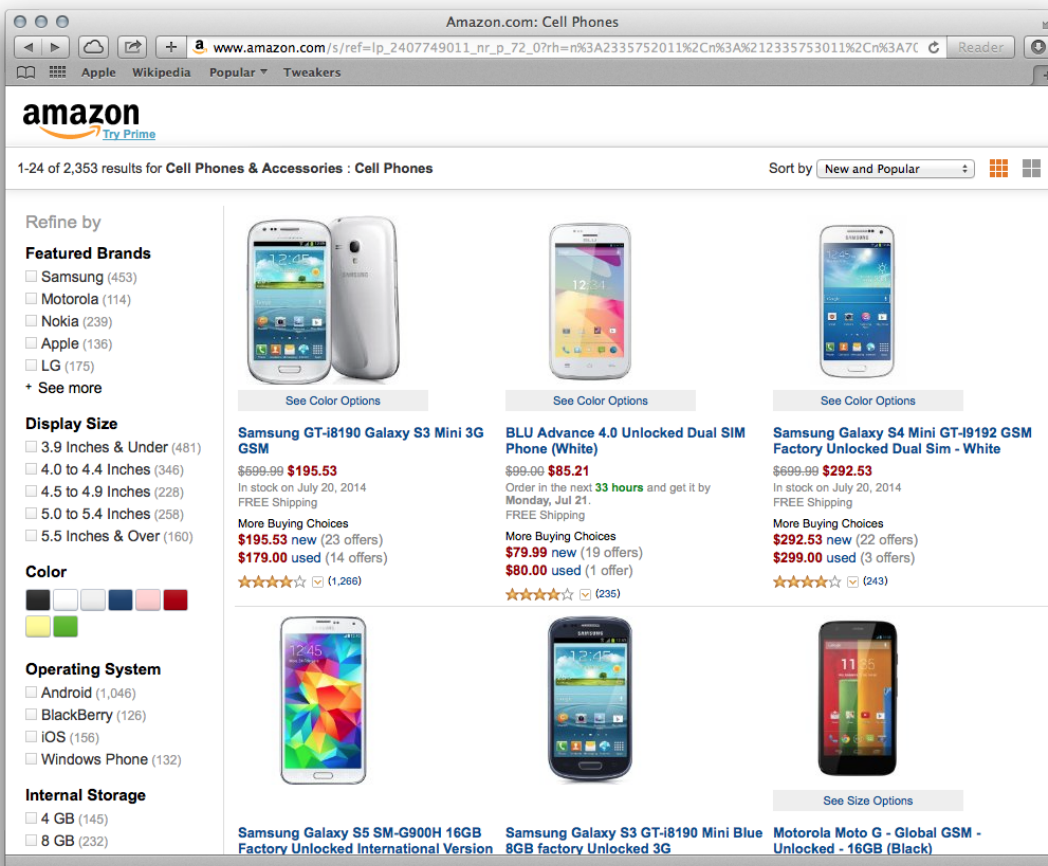 Amazon.com: Cell Phones
www.amazon.com/s/ref=lp_2407749011_nr_p_72_0?rh=n%3A2335752011%2Cn%3A%212335753011%2Cn%3A7
Reader
Apple Wikipedia Popular Tweakers
amazon
Try Prime
1-24 of 2,353 results for Cell Phones & Accessories : Cell Phones
Sort by New and Popular
Refine by
Featured Brands
Samsung (453)
Motorola (114)
Nokia (239)
Apple (136)
LG (175)
+ See more
Display Size
3.9 Inches & Under (481)
4.0 to 4.4 Inches (346)
4.5 to 4.9 Inches (228)
5.0 to 5.4 Inches (258)
5.5 Inches & Over (160)
Color
Operating System
Android (1,046)
BlackBerry (126)
iOS (156)
Windows Phone (132)
Internal Storage
4 GB (145)
8 GB (232)
See Color Options
Samsung GT-i8190 Galaxy S3 Mini 3G
GSM
$599.99 $195.53
In stock on July 20, 2014
FREE Shipping
More Buying Choices
$195.53 new (23 offers)
$179.00 used (14 offers)
(1,266)
See Color Options
BLU Advance 4.0 Unlocked Dual SIM
Phone (White)
$99.00 $85.21
Order in the next 33 hours and get it by
Monday, Jul 21.
FREE Shipping
More Buying Choices
$79.99 new (19 offers)
$80.00 used (1 offer)
(235)
See Color Options
Samsung Galaxy S4 Mini GT-I9192 GSM
Factory Unlocked Dual Sim - White
$699.99 $292.53
In stock on July 20, 2014
FREE Shipping
More Buying Choices
$292.53 new (22 offers)
$299.00 used (3 offers)
(243)
Samsung Galaxy S5 SM-G900H 16GB
Factory Unlocked International Version
Samsung Galaxy S3 GT-i8190 Mini Blue
8GB factory Unlocked 3G
See Size Options
Motorola Moto G - Global GSM -
Unlocked - 16GB (Black)